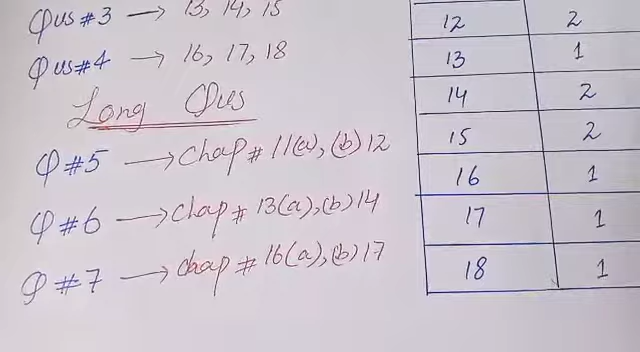 Qus#3 → 13, 14, 15
Qus#4 → 16, 17, 18
Long Qus
Q#5 → Chap# 11(a), (b) 12
Q#6 → Chap# 13(a), (b) 14
Q#7 → chap# 16(a), (b) 17
12 2
13 1
14 2
15 2
16 1
17 1
18 1